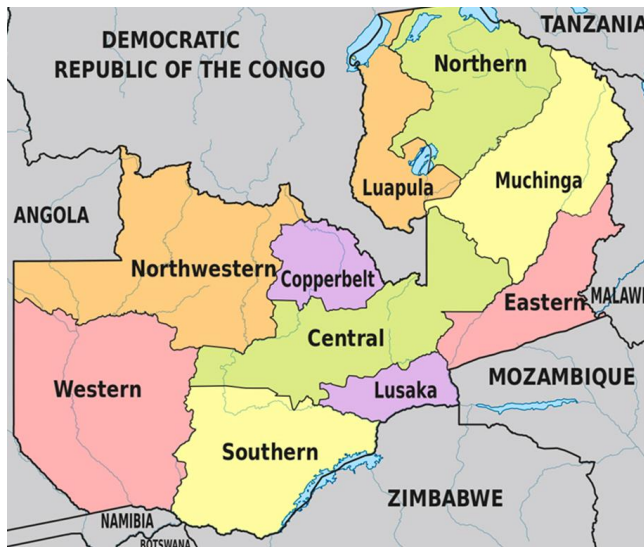 TANZANIA
DEMOCRATIC
REPUBLIC OF THE CONGO
Northern
Luapula
Muchinga
ANGOLA
Northwestern
Copperbelt
Eastern
MALAWI
Central
Western
Lusaka
MOZAMBIQUE
Southern
ZIMBABWE
NAMIBIA
BOTSWANA